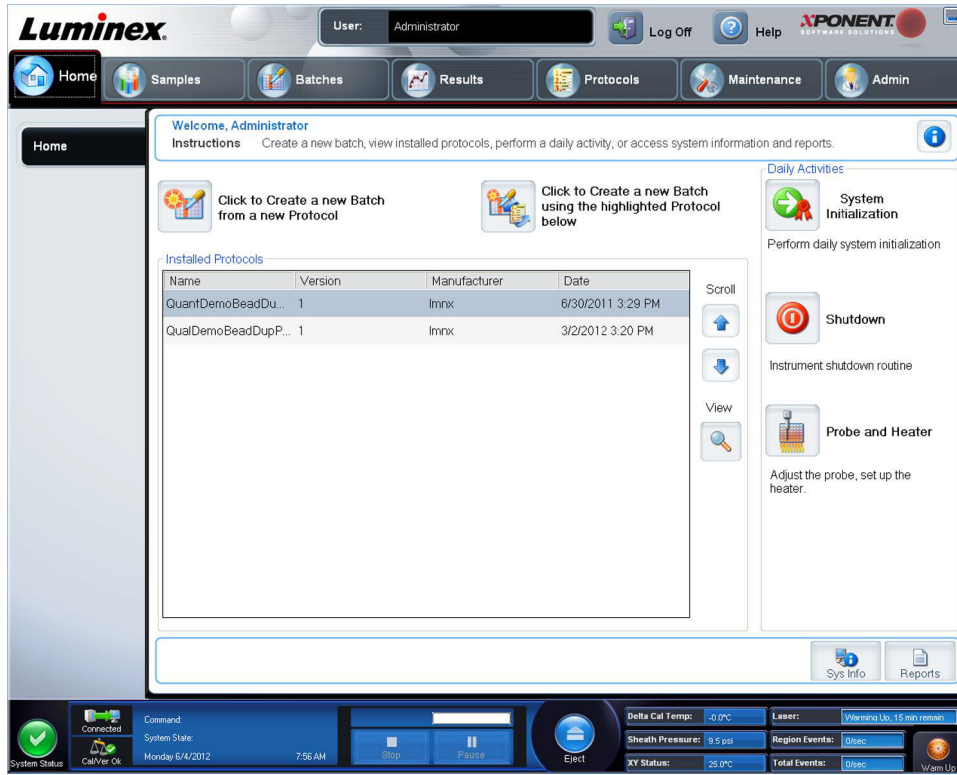 Luminex.
User: Administrator
Log Off
Help
XPONENT.
SOFTWARE SOLUTIONS
Home
Samples
Batches
Results
Protocols
Maintenance
Admin
Home
Welcome, Administrator
Instructions Create a new batch, view installed protocols, perform a daily activity, or access system information and reports.
Click to Create a new Batch
from a new Protocol
Click to Create a new Batch
using the highlighted Protocol
below
Installed Protocols
Name Version Manufacturer Date
QuantDemoBeadDu... 1 lmnx 6/30/2011 3:29 PM
QualDemoBeadDupP... 1 lmnx 3/2/2012 3:20 PM
Scroll
View
Daily Activities
System
Initialization
Perform daily system initialization
Shutdown
Instrument shutdown routine
Probe and Heater
Adjust the probe, set up the
heater.
Sys Info
Reports
System Status
Connected
Cal/Ver Ok
Command:
System State:
Monday 6/4/2012 7:56 AM
Stop
Pause
Eject
Delta Cal Temp: -0.0°C
Sheath Pressure: 9.5 psi
XY Status: 25.0°C
Laser: Warming Up, 15 min remain
Region Events: 0/sec
Total Events: 0/sec
Warm Up